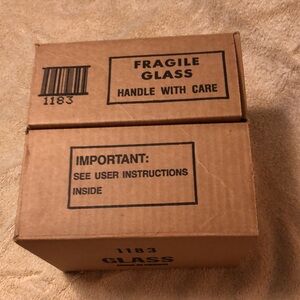 FRAGILE
GLASS
HANDLE WITH CARE
1183
IMPORTANT:
SEE USER INSTRUCTIONS
INSIDE
1183
GLASS